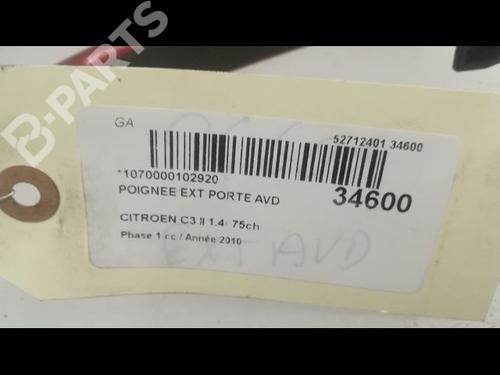 B-PARTS
GA
52712401 34600
*1070000102920
POIGNEE EXT PORTE AVD
34600
CITROEN C3 II 1.4i 75ch
Phase 1 cc / Année 2010
EXT AVD